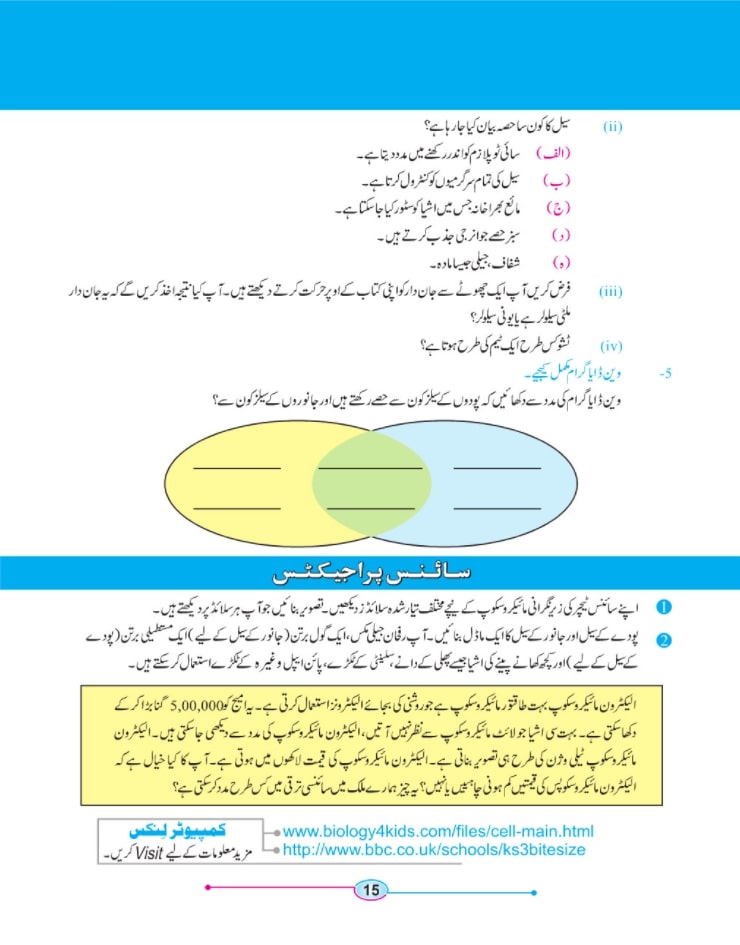 (ii) سیل کا کون سا حصہ بیان کیا جا رہا ہے؟
(الف) سائی ٹوپلازم کو اندر رکھنے میں مدد دیتا ہے۔
(ب) سیل کی تمام سرگرمیوں کو کنٹرول کرتا ہے۔
(ج) مائع بھرا خانہ جس میں اشیا کو سٹور کیا جا سکتا ہے۔
(د) سبز حصے جو انرجی جذب کرتے ہیں۔
(ہ) شفاف، جیلی جیسا مادہ۔
(iii) فرض کریں آپ ایک چھوٹے سے جان دار کو اپنی کتاب کے اوپر حرکت کرتے دیکھتے ہیں۔ آپ کیا نتیجہ اخذ کریں گے کہ یہ جان دار
ملٹی سیلولر ہے یا یونی سیلولر؟
(iv) ٹشو کس طرح ایک ٹیم کی طرح ہوتا ہے؟
5- وین ڈایا گرام مکمل کیجیے۔
وین ڈایا گرام کی مدد سے دکھائیں کہ پودوں کے سیلز کون سے حصے رکھتے ہیں اور جانوروں کے سیلز کون سے؟
سائنس پراجیکٹس
1 اپنے سائنس ٹیچر کی زیرِ نگرانی مائیکروسکوپ کے نیچے مختلف تیار شدہ سلائڈز دیکھیں۔ تصویر بنائیں جو آپ ہر سلائڈ پر دیکھتے ہیں۔
2 پودے کے سیل اور جانور کے سیل کا ایک ماڈل بنائیں۔ آپ رفان جیلی مکس، ایک گول برتن (جانور کے سیل کے لیے) ایک مستطیلی برتن (پودے
کے سیل کے لیے) اور کچھ کھانے پینے کی اشیا جیسے پھلی کے دانے، سلیٹی کے ٹکڑے، پائن ایپل وغیرہ کے ٹکڑے استعمال کر سکتے ہیں۔
الیکٹرون مائیکروسکوپ بہت طاقتور مائیکروسکوپ ہے جو روشنی کی بجائے الیکٹرونز استعمال کرتی ہے۔ یہ امیج کو 5,00,000 گنا بڑا کر کے
دکھا سکتی ہے۔ بہت سی اشیا جو لائٹ مائیکروسکوپ سے نظر نہیں آتیں، الیکٹرون مائیکروسکوپ کی مدد سے دیکھی جا سکتی ہیں۔ الیکٹرون
مائیکروسکوپ ٹیلی وژن کی طرح ہی تصویر بناتی ہے۔ الیکٹرون مائیکروسکوپ کی قیمت لاکھوں میں ہوتی ہے۔ آپ کا کیا خیال ہے کہ
الیکٹرون مائیکروسکوپس کی قیمتیں کم ہونی چاہییں یا نہیں؟ یہ چیز ہمارے ملک میں سائنسی ترقی میں کس طرح مدد کر سکتی ہے؟
کمپیوٹر لنکس
مزید معلومات کے لیے Visit کریں۔
www.biology4kids.com/files/cell-main.html
http://www.bbc.co.uk/schools/ks3bitesize
15